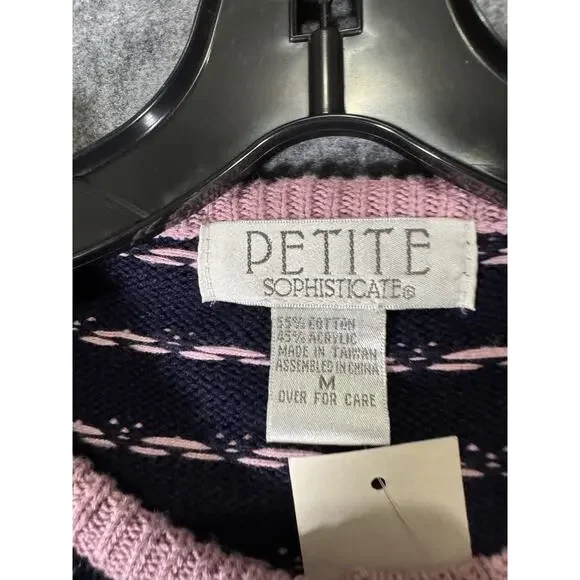 PETITE
SOPHISTICATE®
55% COTTON
45% ACRYLIC
MADE IN TAIWAN
ASSEMBLED IN CHINA
M
OVER FOR CARE